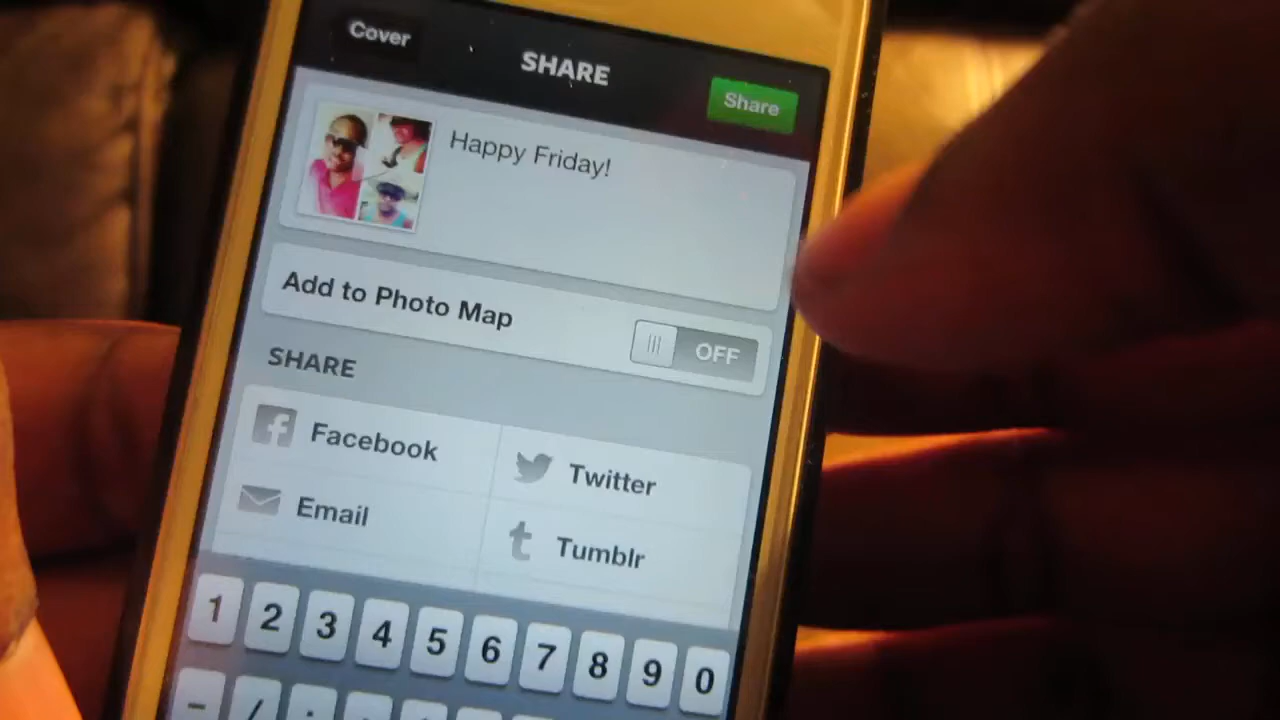 Cover
SHARE
Share
Happy Friday!
Add to Photo Map
OFF
SHARE
Facebook
Twitter
Email
Tumblr
1 2 3 4 5 6 7 8 9 0
- /